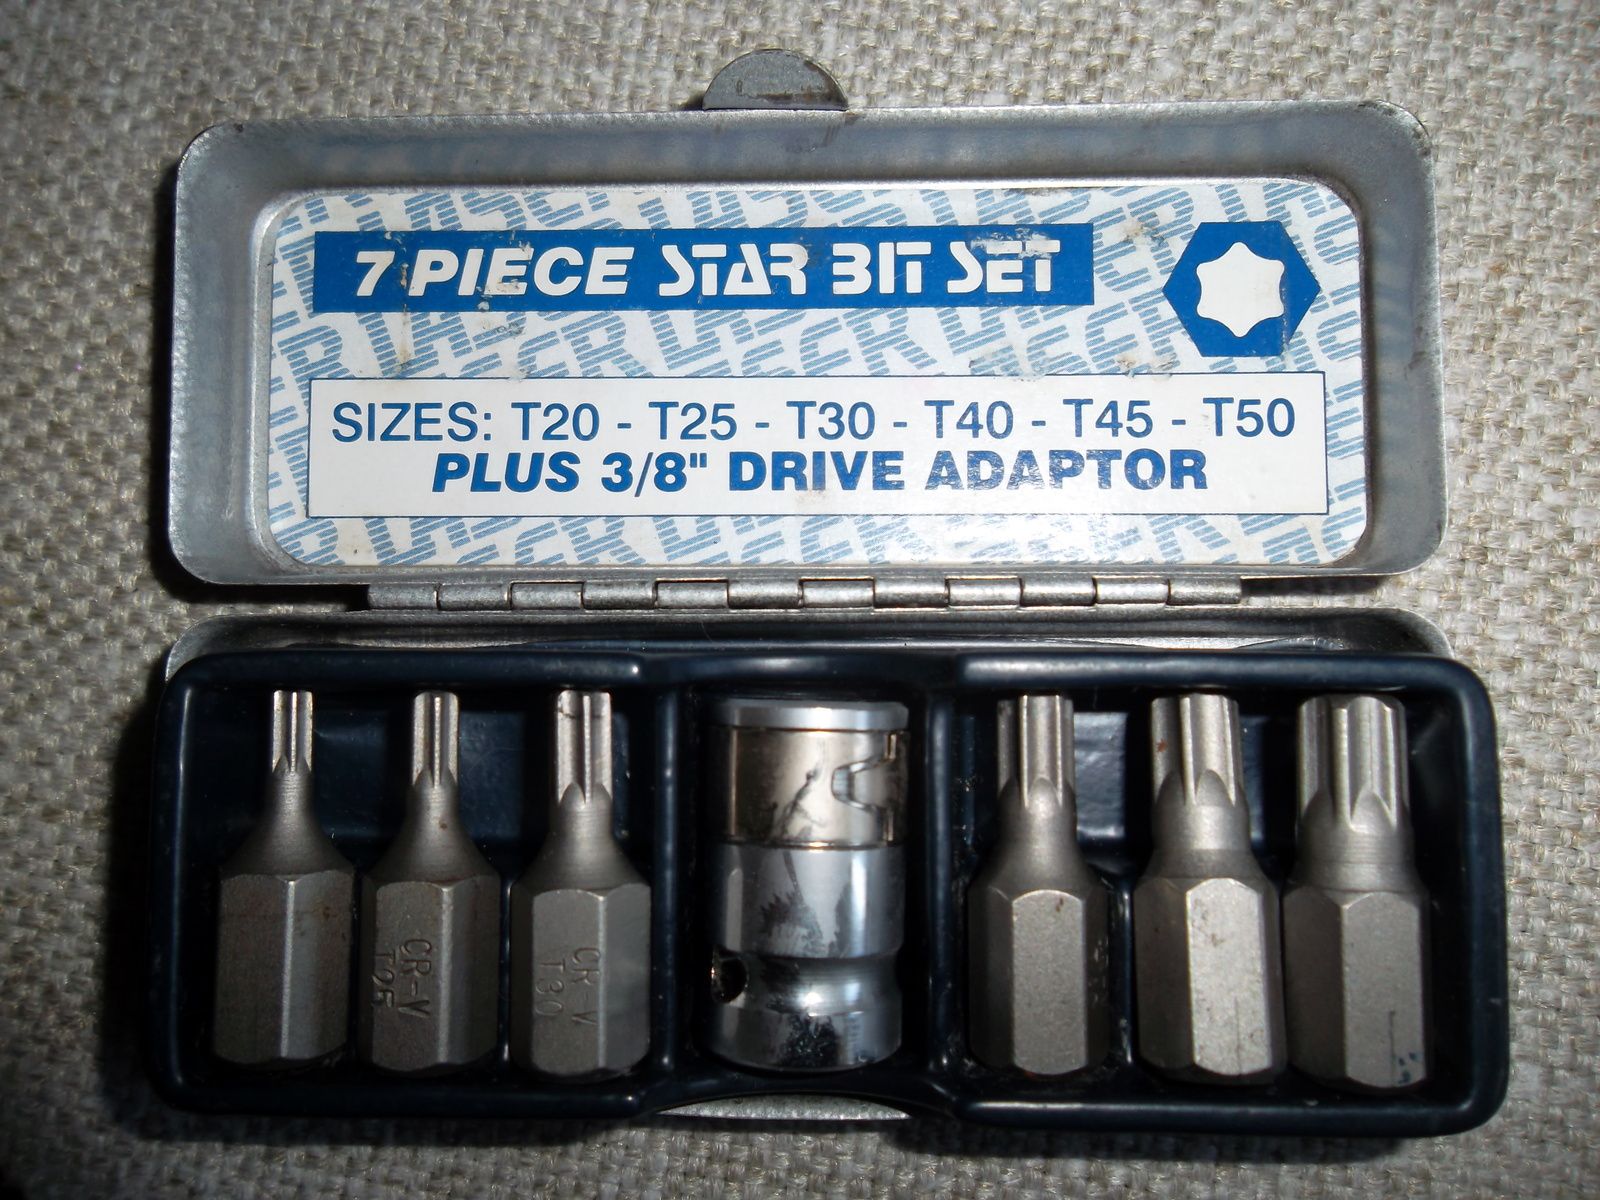 7 PIECE STAR BIT SET
SIZES: T20 - T25 - T30 - T40 - T45 - T50
PLUS 3/8" DRIVE ADAPTOR
CR-V
T25
CR-V
T30